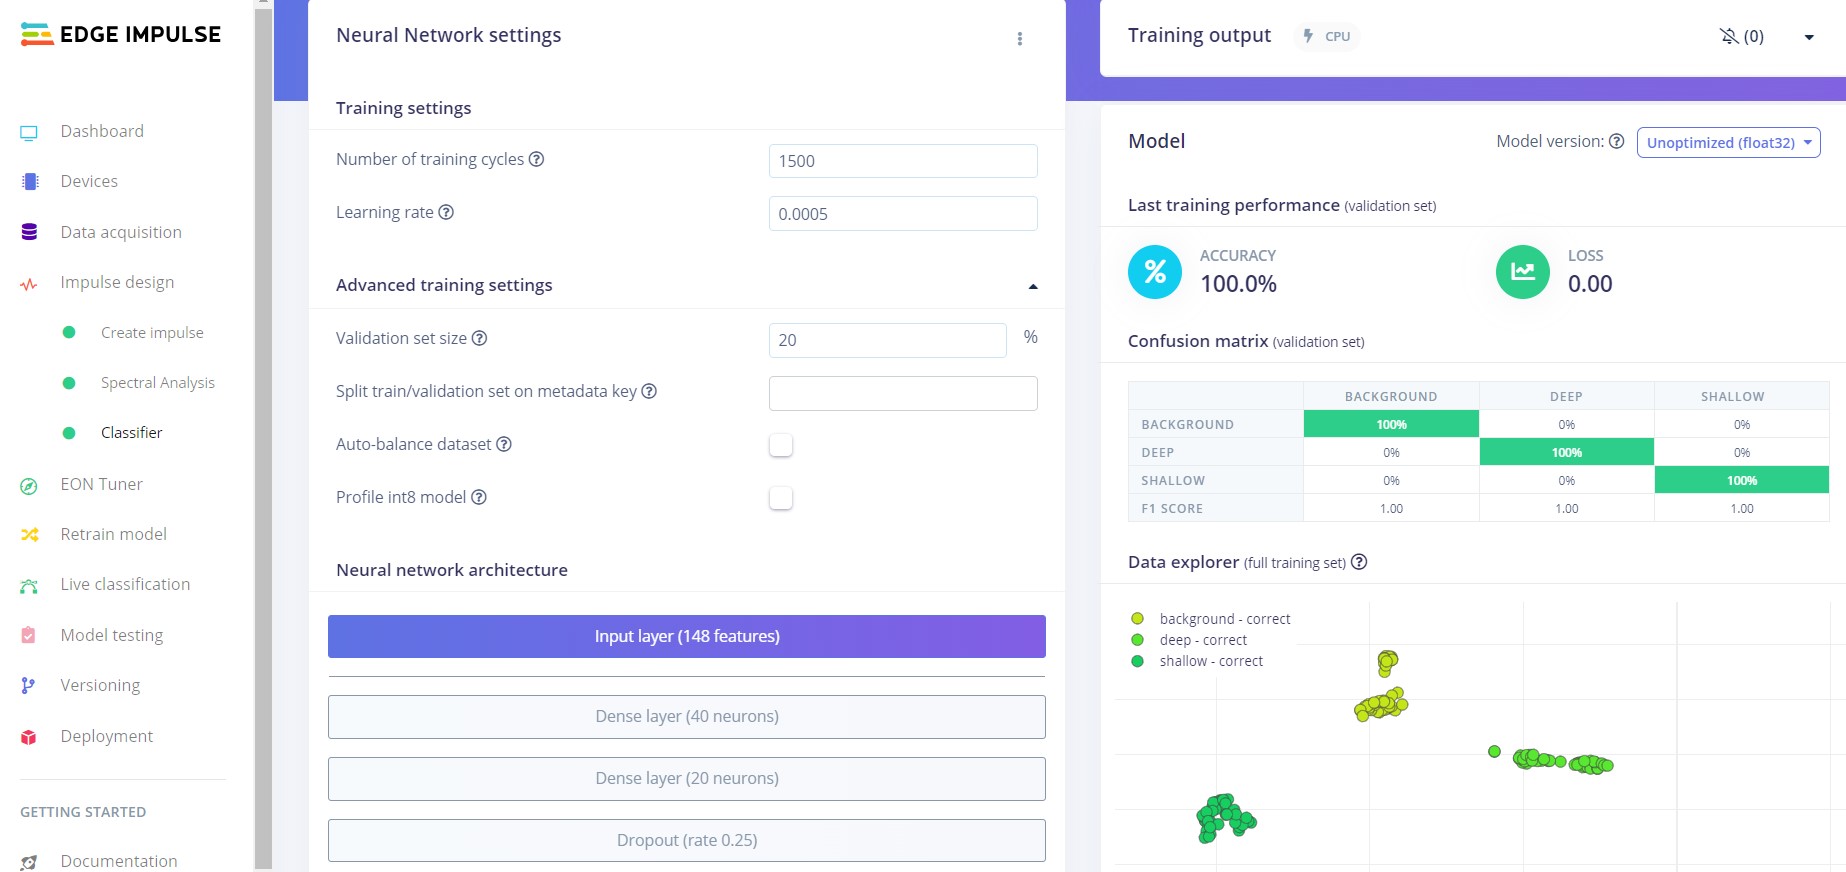 EDGE IMPULSE
Dashboard
Devices
Data acquisition
Impulse design
Create impulse
Spectral Analysis
Classifier
EON Tuner
Retrain model
Live classification
Model testing
Versioning
Deployment
GETTING STARTED
Documentation
Neural Network settings
Training settings
Number of training cycles ? 1500
Learning rate ? 0.0005
Advanced training settings
Validation set size ? 20 %
Split train/validation set on metadata key ?
Auto-balance dataset ?
Profile int8 model ?
Neural network architecture
Input layer (148 features)
Dense layer (40 neurons)
Dense layer (20 neurons)
Dropout (rate 0.25)
Training output CPU (0)
Model Model version: ? Unoptimized (float32)
Last training performance (validation set)
% ACCURACY
100.0%
LOSS
0.00
Confusion matrix (validation set)
BACKGROUND DEEP SHALLOW
BACKGROUND 100% 0% 0%
DEEP 0% 100% 0%
SHALLOW 0% 0% 100%
F1 SCORE 1.00 1.00 1.00
Data explorer (full training set) ?
background - correct
deep - correct
shallow - correct